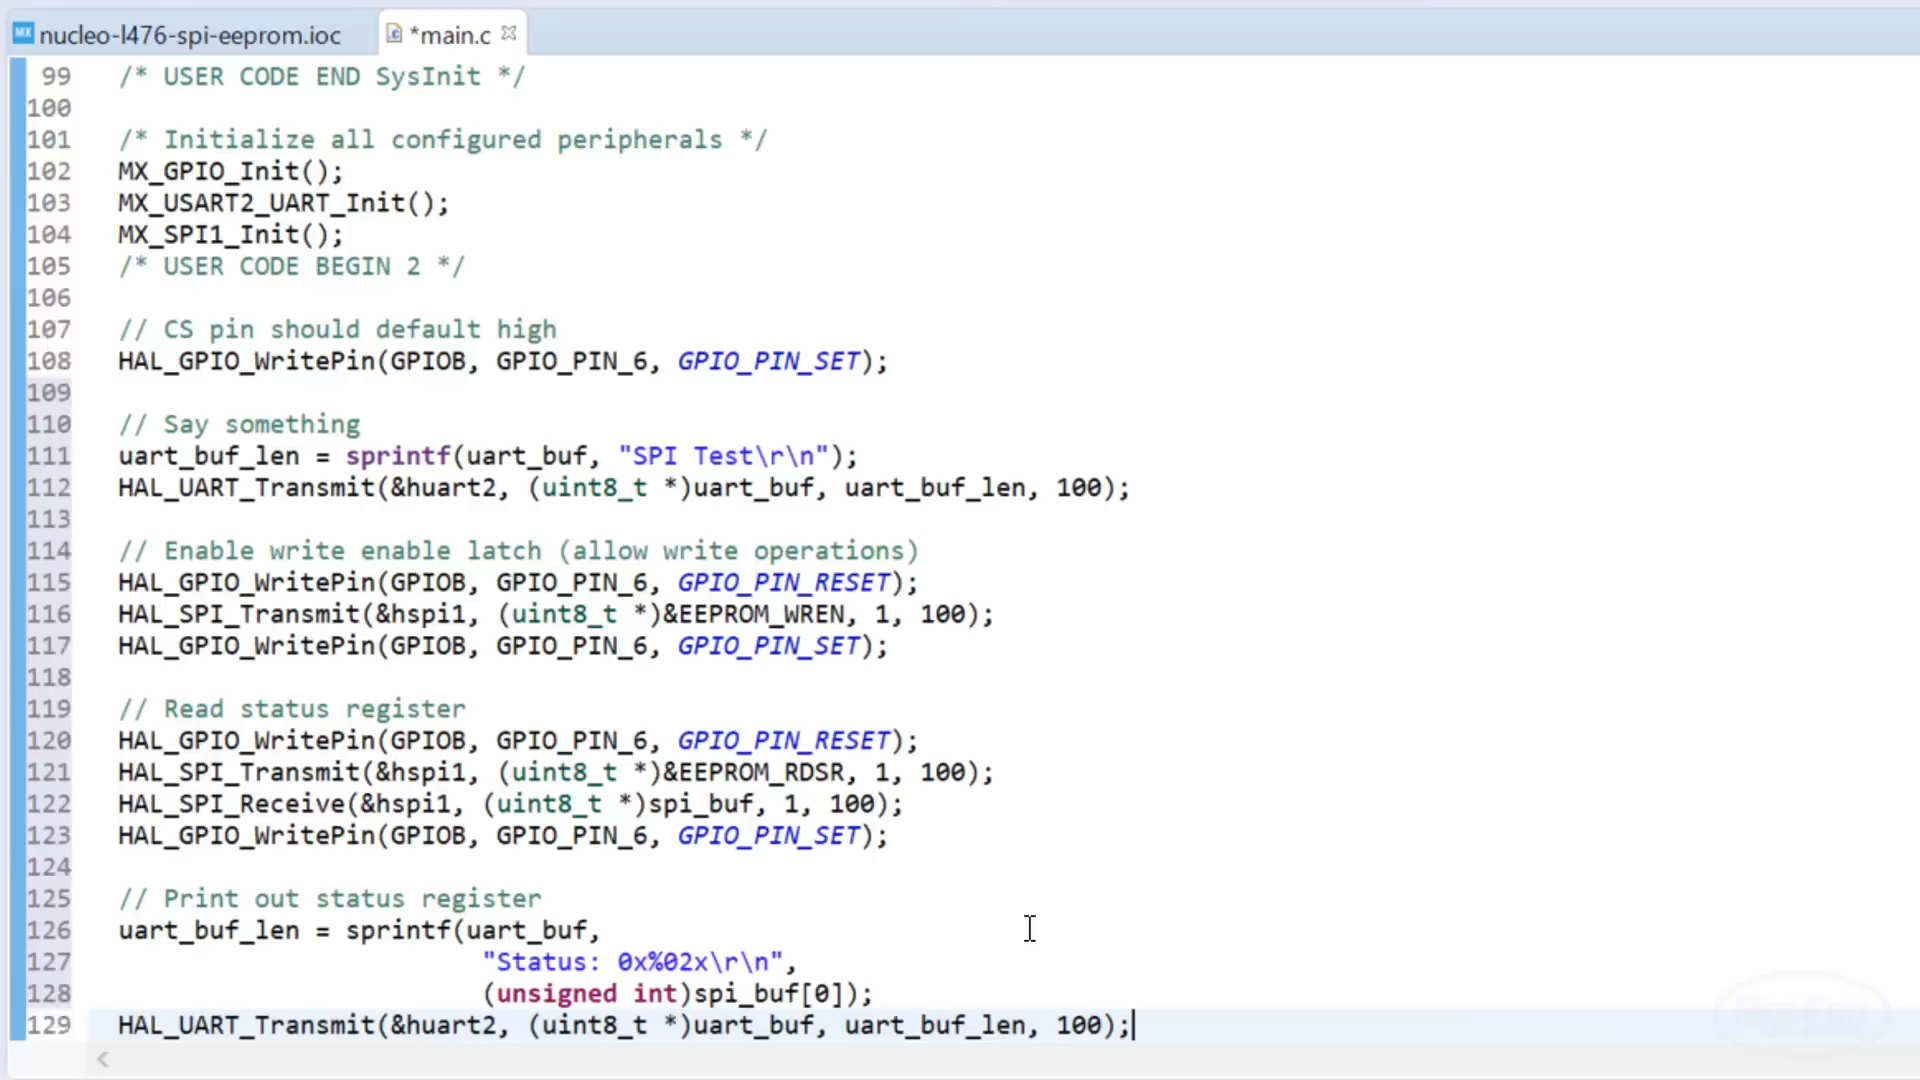 nucleo-l476-spi-eeprom.ioc *main.c
99 /* USER CODE END SysInit */
100
101 /* Initialize all configured peripherals */
102 MX_GPIO_Init();
103 MX_USART2_UART_Init();
104 MX_SPI1_Init();
105 /* USER CODE BEGIN 2 */
106
107 // CS pin should default high
108 HAL_GPIO_WritePin(GPIOB, GPIO_PIN_6, GPIO_PIN_SET);
109
110 // Say something
111 uart_buf_len = sprintf(uart_buf, "SPI Test\r\n");
112 HAL_UART_Transmit(&huart2, (uint8_t *)uart_buf, uart_buf_len, 100);
113
114 // Enable write enable latch (allow write operations)
115 HAL_GPIO_WritePin(GPIOB, GPIO_PIN_6, GPIO_PIN_RESET);
116 HAL_SPI_Transmit(&hspi1, (uint8_t *)&EEPROM_WREN, 1, 100);
117 HAL_GPIO_WritePin(GPIOB, GPIO_PIN_6, GPIO_PIN_SET);
118
119 // Read status register
120 HAL_GPIO_WritePin(GPIOB, GPIO_PIN_6, GPIO_PIN_RESET);
121 HAL_SPI_Transmit(&hspi1, (uint8_t *)&EEPROM_RDSR, 1, 100);
122 HAL_SPI_Receive(&hspi1, (uint8_t *)spi_buf, 1, 100);
123 HAL_GPIO_WritePin(GPIOB, GPIO_PIN_6, GPIO_PIN_SET);
124
125 // Print out status register
126 uart_buf_len = sprintf(uart_buf,
127 "Status: 0x%02x\r\n",
128 (unsigned int)spi_buf[0]);
129 HAL_UART_Transmit(&huart2, (uint8_t *)uart_buf, uart_buf_len, 100);